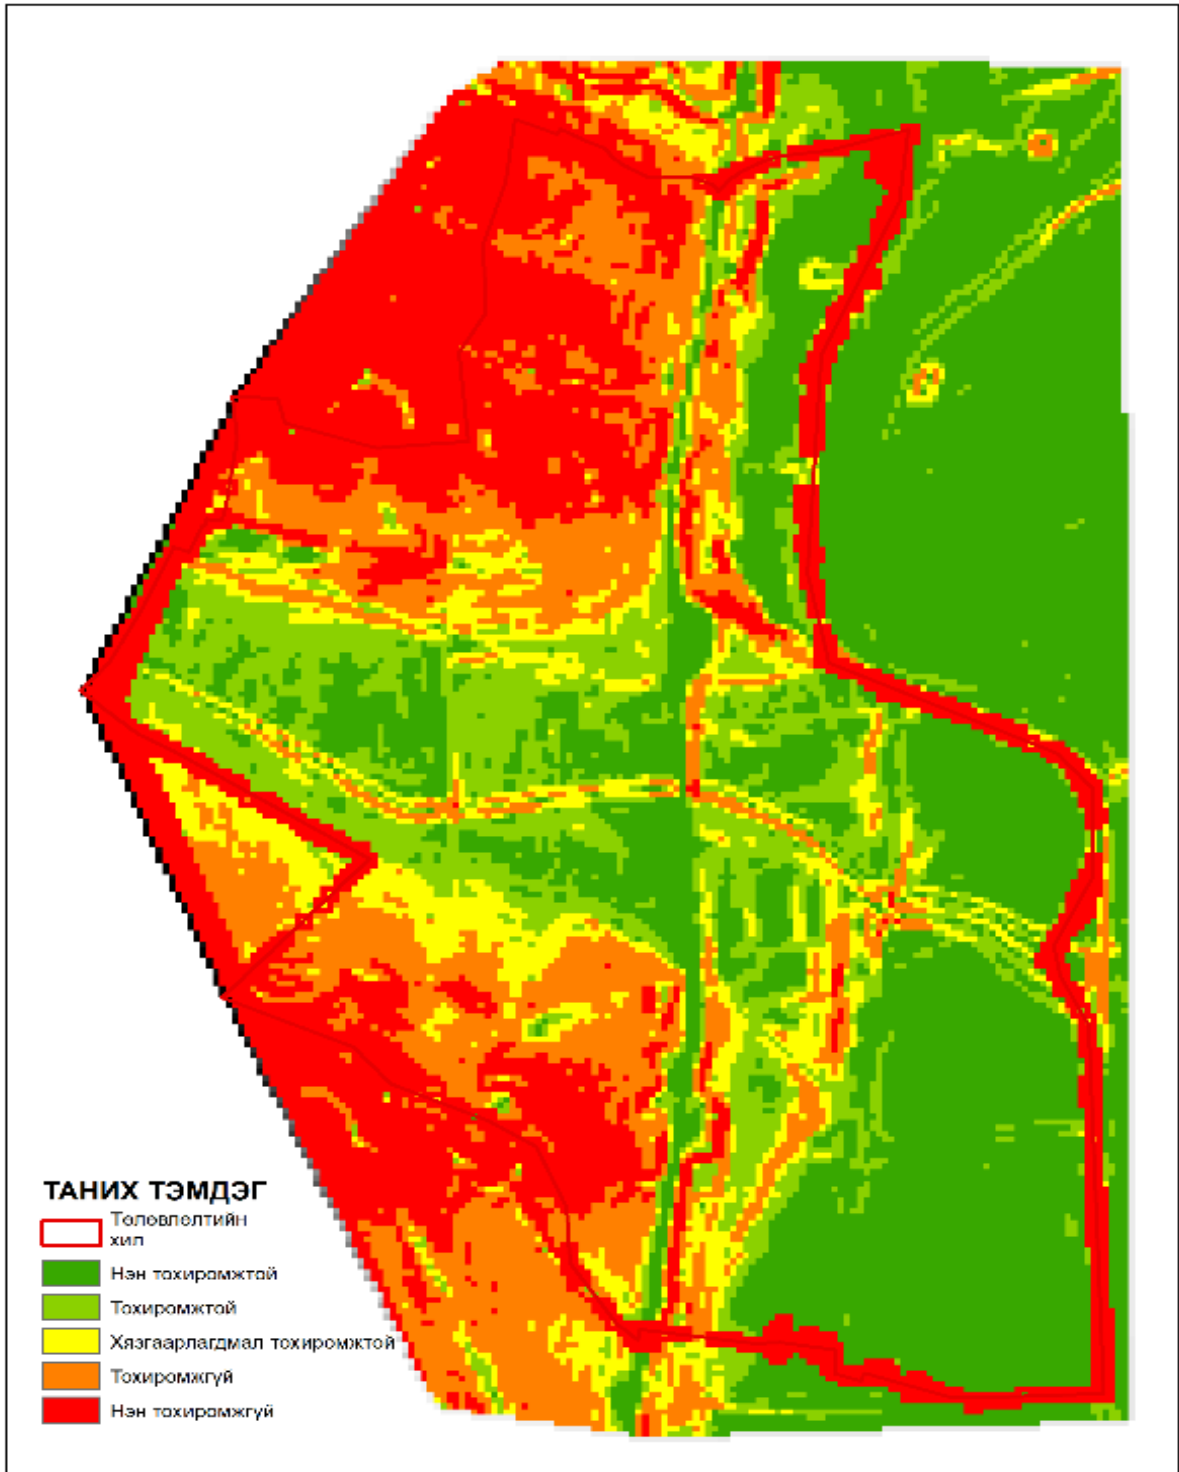 ТАНИХ ТЭМДЭГ
Төлөвлөлтийн
хил
Нэн тохиромжтой
Тохиромжтой
Хязгаарлагдмал тохиромжтой
Тохиромжгүй
Нэн тохиромжгүй